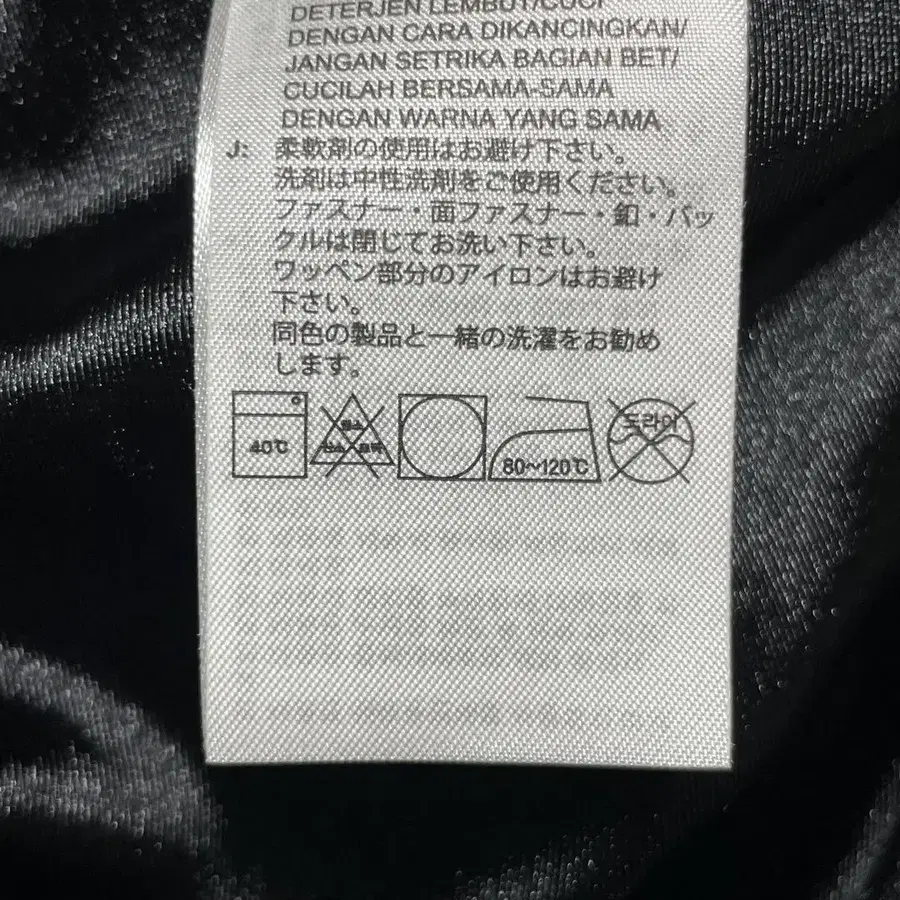 DETERJEN LEMBUT/CUCI
DENGAN CARA DIKANCINGKAN/
JANGAN SETRIKA BAGIAN BET/
CUCILAH BERSAMA-SAMA
DENGAN WARNA YANG SAMA
J: 柔軟剤の使用はお避け下さい。
洗剤は中性洗剤をご使用ください。
ファスナー・面ファスナー・釦・バッ
クルは閉じてお洗い下さい。
ワッペン部分のアイロンはお避け
下さい。
同色の製品と一緒の洗濯をお勧め
します。
40℃
80~120℃
드라이